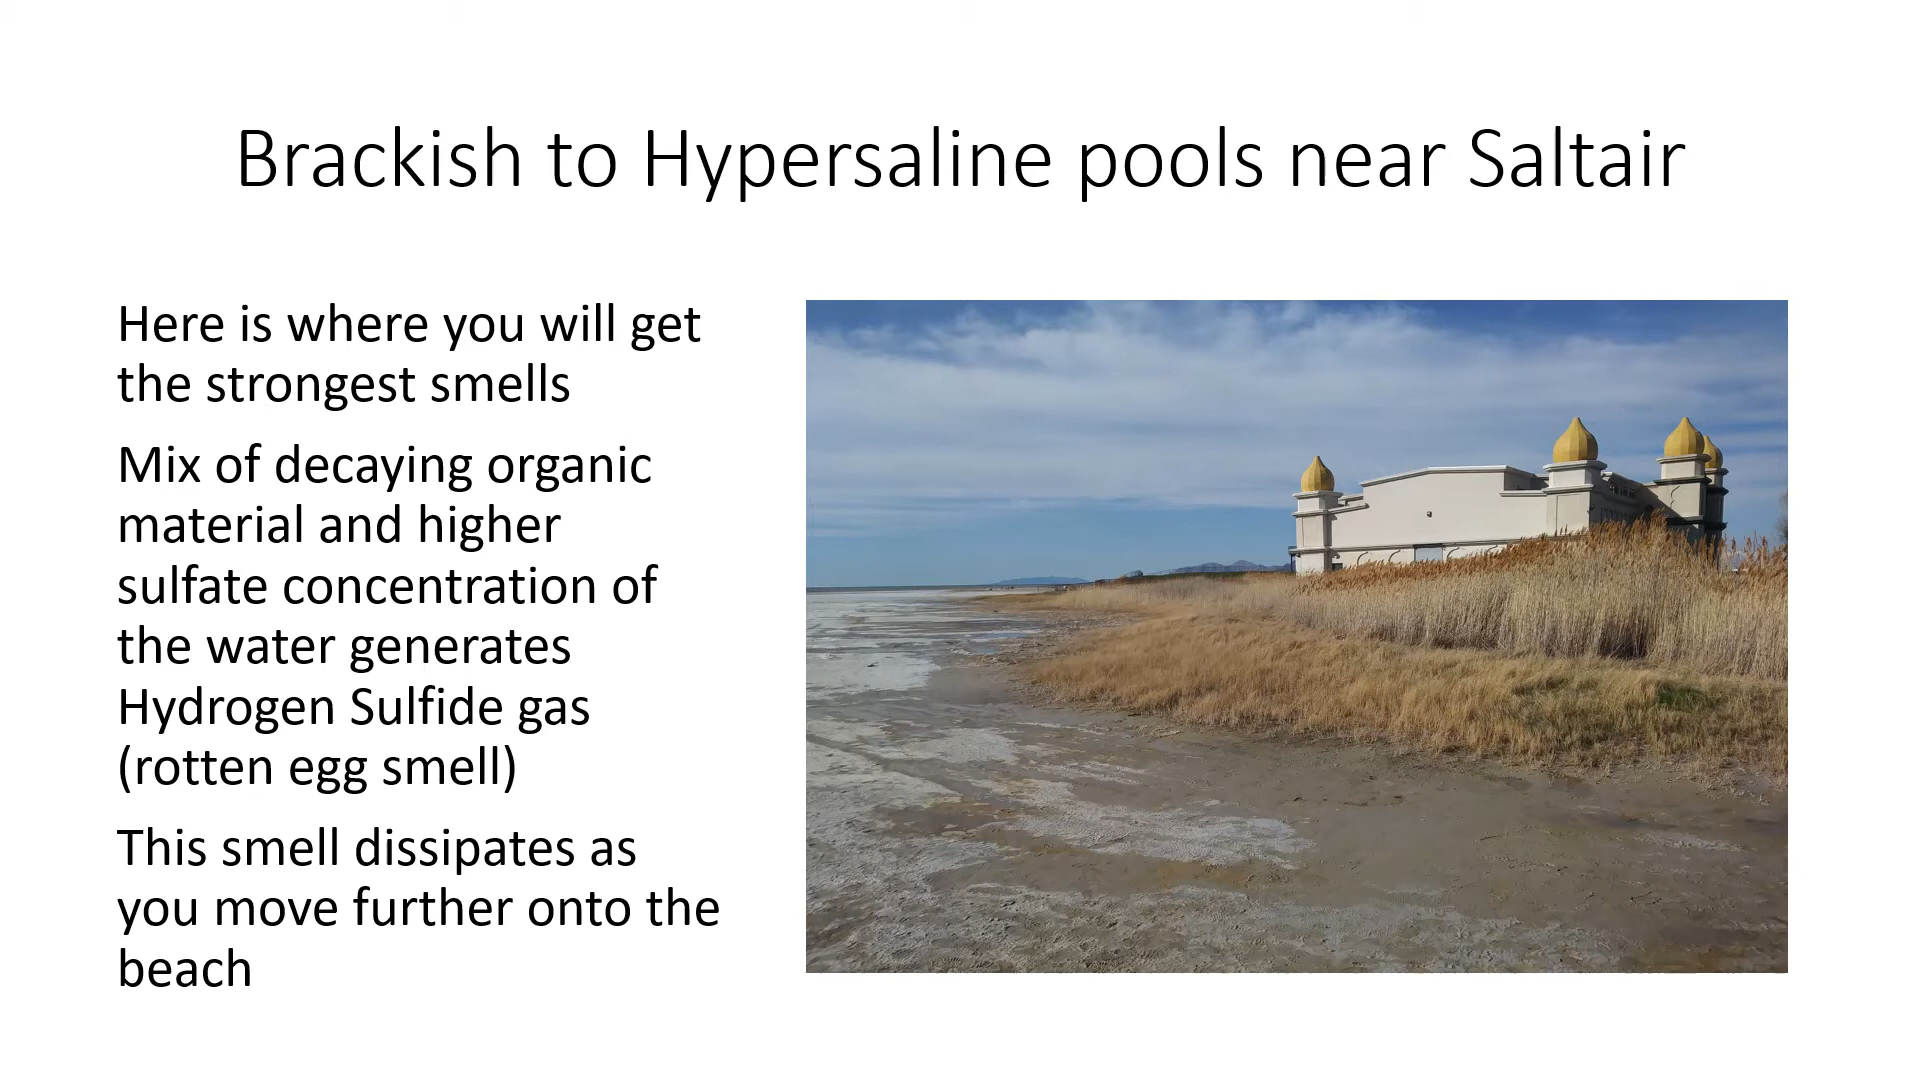 Brackish to Hypersaline pools near Saltair
Here is where you will get
the strongest smells
Mix of decaying organic
material and higher
sulfate concentration of
the water generates
Hydrogen Sulfide gas
(rotten egg smell)
This smell dissipates as
you move further onto the
beach